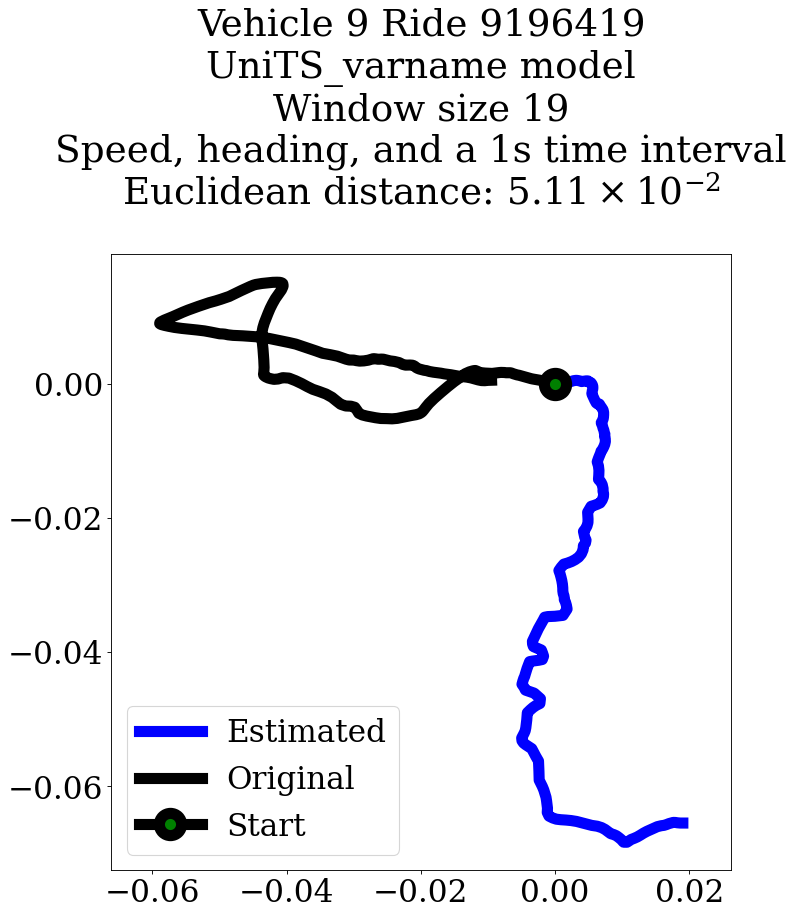 Vehicle 9 Ride 9196419
UniTS_varname model
Window size 19
Speed, heading, and a 1s time interval
Euclidean distance: 5.11 × 10⁻²
0.00
−0.02
−0.04
−0.06
Estimated
Original
Start
−0.06 −0.04 −0.02 0.00 0.02